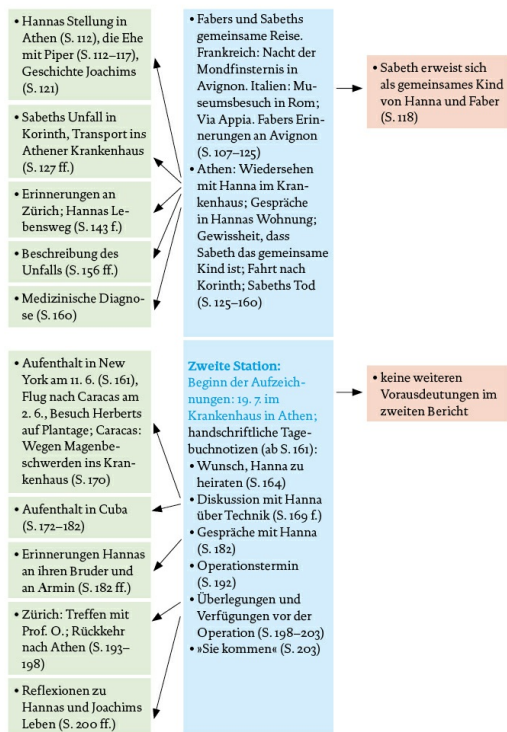 • Hannas Stellung in
Athen (S. 112), die Ehe
mit Piper (S. 112–117),
Geschichte Joachims
(S. 121)
• Sabeths Unfall in
Korinth, Transport ins
Athener Krankenhaus
(S. 127 ff.)
• Erinnerungen an
Zürich; Hannas Le-
bensweg (S. 143 f.)
• Beschreibung des
Unfalls (S. 156 ff.)
• Medizinische Diagno-
se (S. 160)
• Fabers und Sabeths
gemeinsame Reise.
Frankreich: Nacht der
Mondfinsternis in
Avignon. Italien: Mu-
seumsbesuch in Rom;
Via Appia. Fabers Erin-
nerungen an Avignon
(S. 107–125)
• Athen: Wiedersehen
mit Hanna im Kran-
kenhaus; Gespräche
in Hannas Wohnung;
Gewissheit, dass
Sabeth das gemeinsame
Kind ist; Fahrt nach
Korinth; Sabeths Tod
(S. 125–160)
• Sabeth erweist sich
als gemeinsames Kind
von Hanna und Faber
(S. 118)
• Aufenthalt in New
York am 11. 6. (S. 161),
Flug nach Caracas am
2. 6., Besuch Herberts
auf Plantage; Caracas:
Wegen Magenbe-
schwerden ins Kran-
kenhaus (S. 170)
• Aufenthalt in Cuba
(S. 172–182)
• Erinnerungen Hannas
an ihren Bruder und
an Armin (S. 182 ff.)
• Zürich: Treffen mit
Prof. O.; Rückkehr
nach Athen (S. 193–
198)
• Reflexionen zu
Hannas und Joachims
Leben (S. 200 ff.)
Zweite Station:
Beginn der Aufzeich-
nungen: 19. 7. im
Krankenhaus in Athen;
handschriftliche Tage-
buchnotizen (ab S. 161):
• Wunsch, Hanna zu
heiraten (S. 164)
• Diskussion mit Hanna
über Technik (S. 169 f.)
• Gespräche mit Hanna
(S. 182)
• Operationstermin
(S. 192)
• Überlegungen und
Verfügungen vor der
Operation (S. 198–203)
• »Sie kommen« (S. 203)
• keine weiteren
Vorausdeutungen im
zweiten Bericht